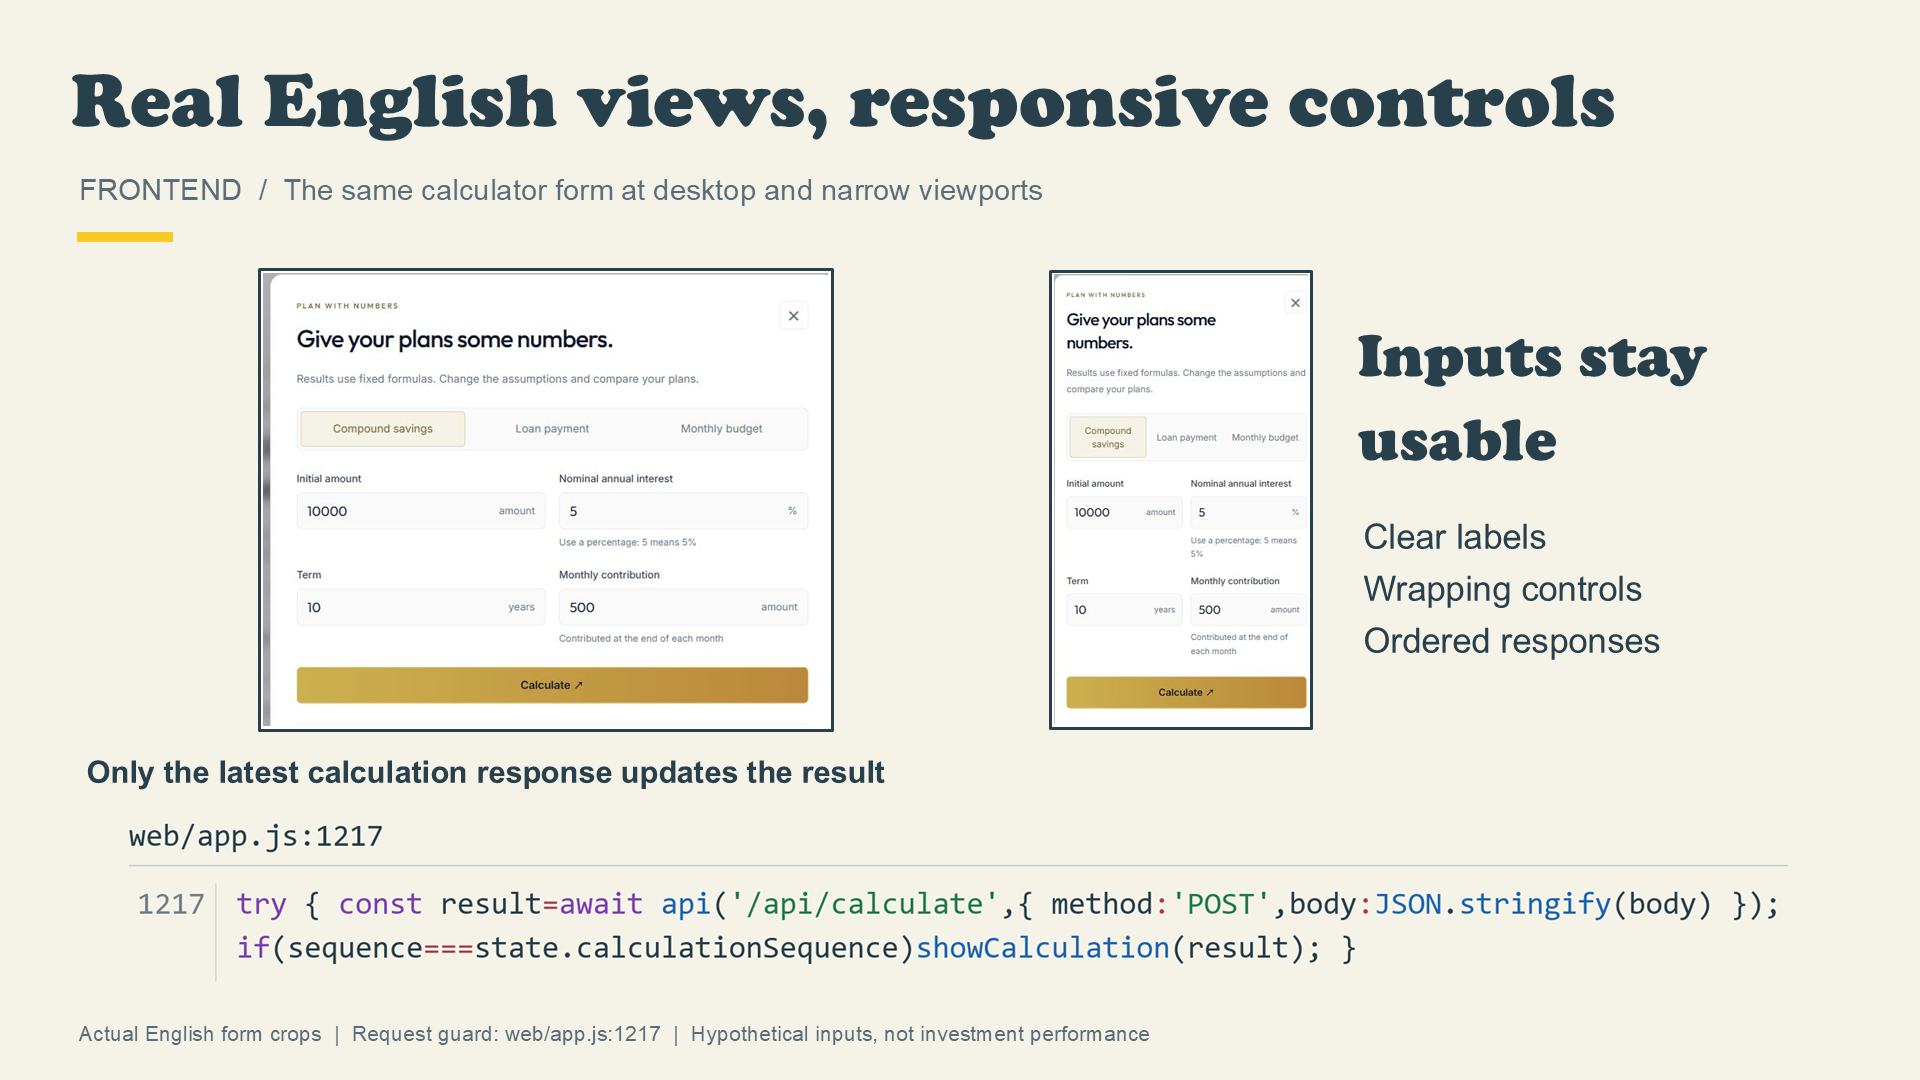 Real English views, responsive controls
FRONTEND / The same calculator form at desktop and narrow viewports
PLAN WITH NUMBERS
✕
Give your plans some numbers.
Results use fixed formulas. Change the assumptions and compare your plans.
Compound savings Loan payment Monthly budget
Initial amount Nominal annual interest
10000 amount 5 %
Use a percentage: 5 means 5%
Term Monthly contribution
10 years 500 amount
Contributed at the end of each month
Calculate ↗
PLAN WITH NUMBERS
✕
Give your plans some
numbers.
Results use fixed formulas. Change the assumptions and
compare your plans.
Compound
savings
Loan payment Monthly budget
Initial amount Nominal annual interest
10000 amount 5 %
Use a percentage: 5 means
5%
Term Monthly contribution
10 years 500 amount
Contributed at the end of
each month
Calculate ↗
Inputs stay
usable
Clear labels
Wrapping controls
Ordered responses
Only the latest calculation response updates the result
web/app.js:1217
1217 try { const result=await api('/api/calculate',{ method:'POST',body:JSON.stringify(body) });
if(sequence===state.calculationSequence)showCalculation(result); }
Actual English form crops | Request guard: web/app.js:1217 | Hypothetical inputs, not investment performance